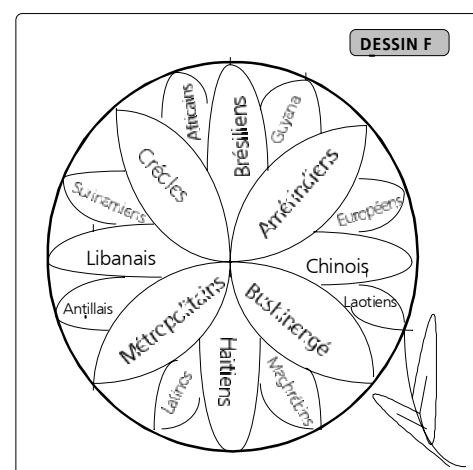 DESSIN F
Africains
Brésiliens
Guyana
Créoles
Amérindiens
Surinamiens
Européens
Libanais
Chinois
Antillais
Laotiens
Métropolitains
Bushinengé
Haïtiens
Latinos
Maghrébins